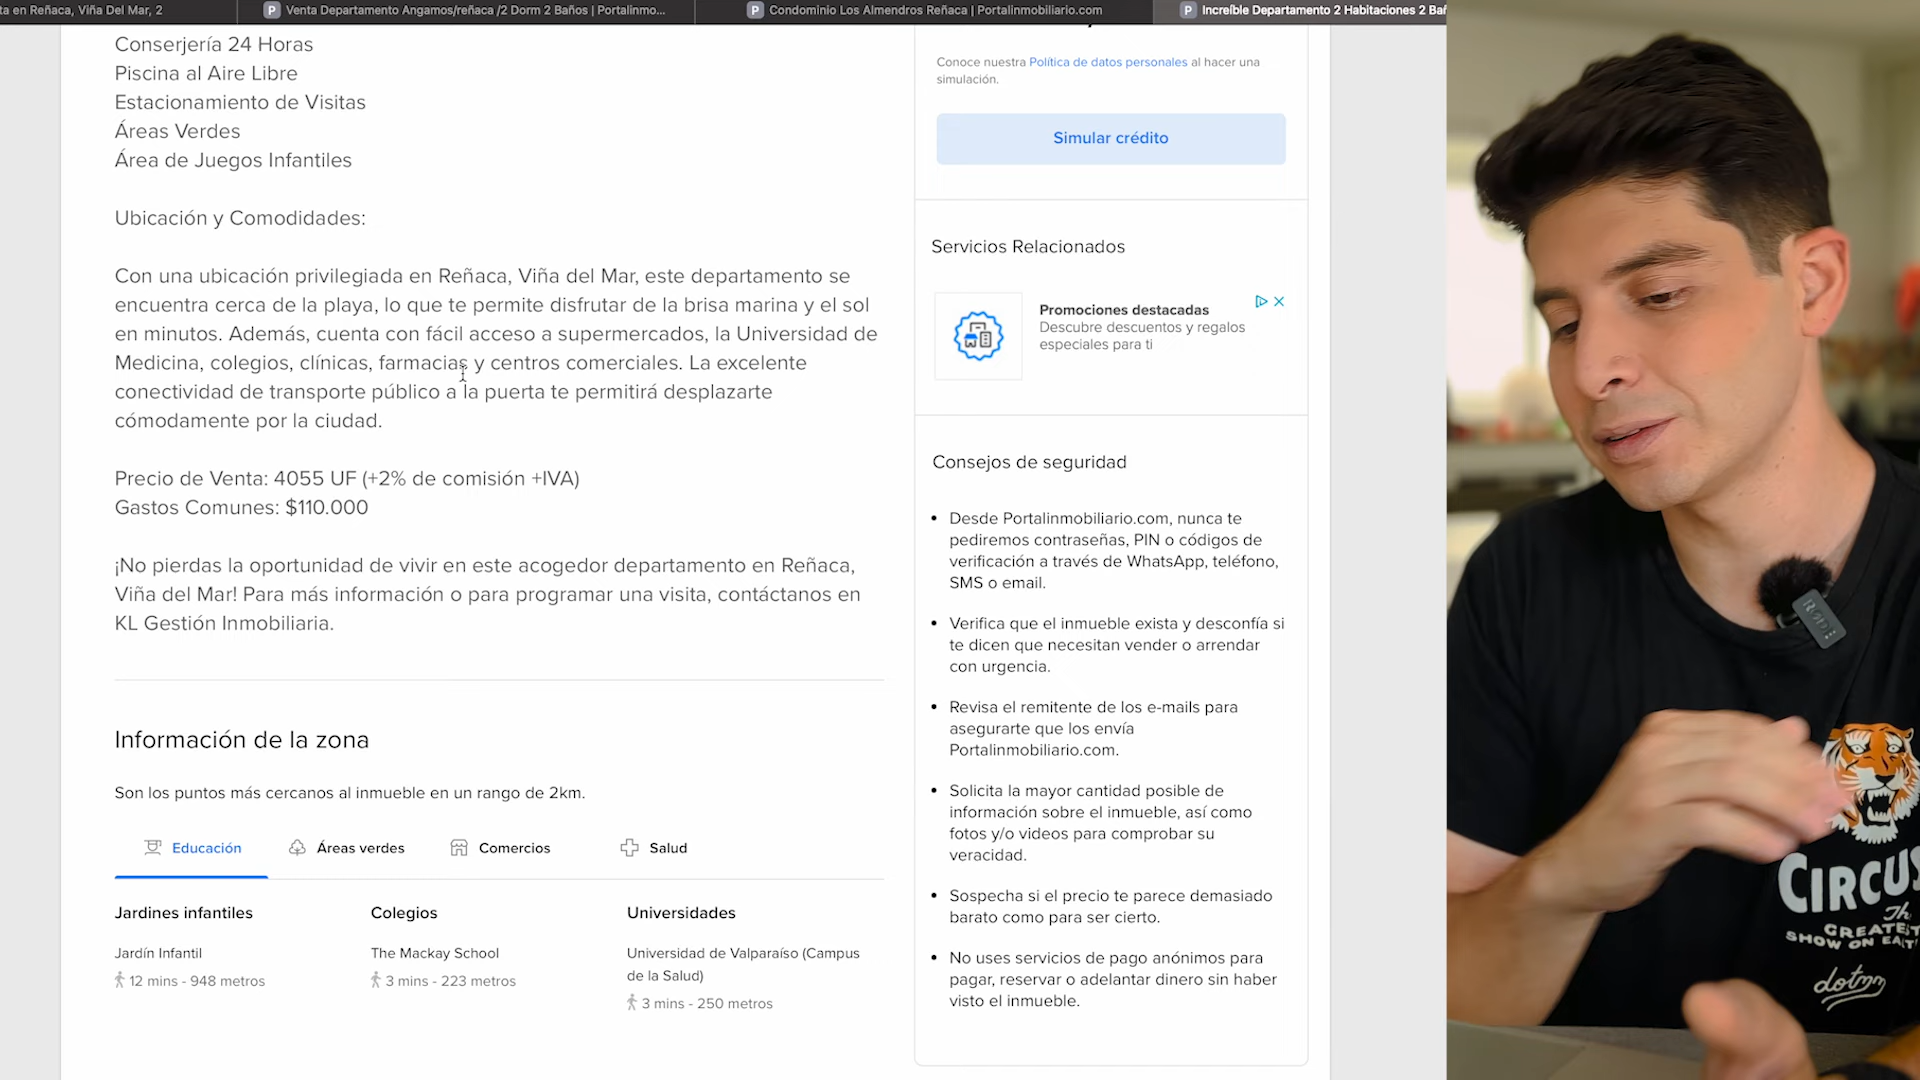 ta en Reñaca, Viña Del Mar, 2
P Venta Departamento Angamos/reñaca /2 Dorm 2 Baños | Portalinmo...
P Condominio Los Almendros Reñaca | Portalinmobiliario.com
P Increíble Departamento 2 Habitaciones 2 Bañ
Conserjería 24 Horas
Piscina al Aire Libre
Estacionamiento de Visitas
Áreas Verdes
Área de Juegos Infantiles
Ubicación y Comodidades:
Con una ubicación privilegiada en Reñaca, Viña del Mar, este departamento se
encuentra cerca de la playa, lo que te permite disfrutar de la brisa marina y el sol
en minutos. Además, cuenta con fácil acceso a supermercados, la Universidad de
Medicina, colegios, clínicas, farmacias y centros comerciales. La excelente
conectividad de transporte público a la puerta te permitirá desplazarte
cómodamente por la ciudad.
Precio de Venta: 4055 UF (+2% de comisión +IVA)
Gastos Comunes: $110.000
¡No pierdas la oportunidad de vivir en este acogedor departamento en Reñaca,
Viña del Mar! Para más información o para programar una visita, contáctanos en
KL Gestión Inmobiliaria.
Información de la zona
Son los puntos más cercanos al inmueble en un rango de 2km.
Educación
Áreas verdes
Comercios
Salud
Jardines infantiles
Jardín Infantil
12 mins - 948 metros
Colegios
The Mackay School
3 mins - 223 metros
Universidades
Universidad de Valparaíso (Campus
de la Salud)
3 mins - 250 metros
Conoce nuestra Política de datos personales al hacer una
simulación.
Simular crédito
Servicios Relacionados
Promociones destacadas
Descubre descuentos y regalos
especiales para ti
Consejos de seguridad
• Desde Portalinmobiliario.com, nunca te
pediremos contraseñas, PIN o códigos de
verificación a través de WhatsApp, teléfono,
SMS o email.
• Verifica que el inmueble exista y desconfía si
te dicen que necesitan vender o arrendar
con urgencia.
• Revisa el remitente de los e-mails para
asegurarte que los envía
Portalinmobiliario.com.
• Solicita la mayor cantidad posible de
información sobre el inmueble, así como
fotos y/o videos para comprobar su
veracidad.
• Sospecha si el precio te parece demasiado
barato como para ser cierto.
• No uses servicios de pago anónimos para
pagar, reservar o adelantar dinero sin haber
visto el inmueble.
RODE
CIRCUS
The
GREATEST
SHOW ON EART
dotmm